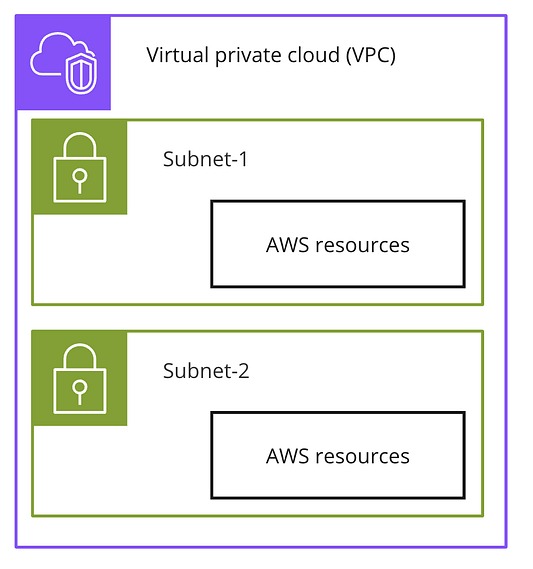 Virtual private cloud (VPC)
Subnet-1
AWS resources
Subnet-2
AWS resources